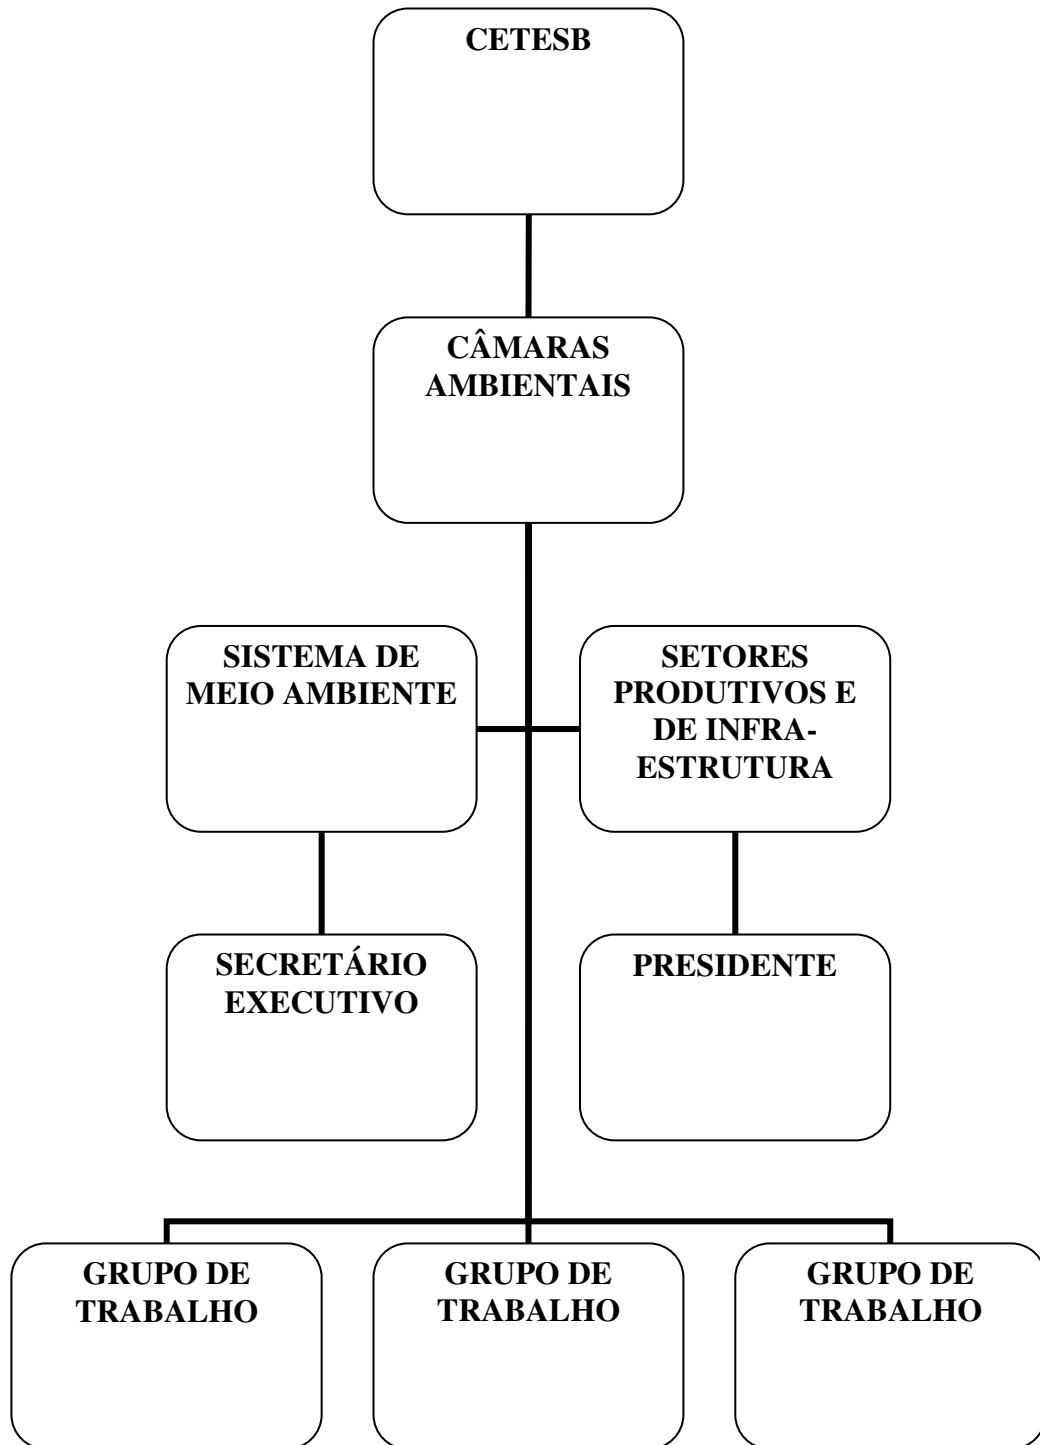 CETESB
CÂMARAS
AMBIENTAIS
SISTEMA DE
MEIO AMBIENTE
SETORES
PRODUTIVOS E
DE INFRA-
ESTRUTURA
SECRETÁRIO
EXECUTIVO
PRESIDENTE
GRUPO DE
TRABALHO
GRUPO DE
TRABALHO
GRUPO DE
TRABALHO